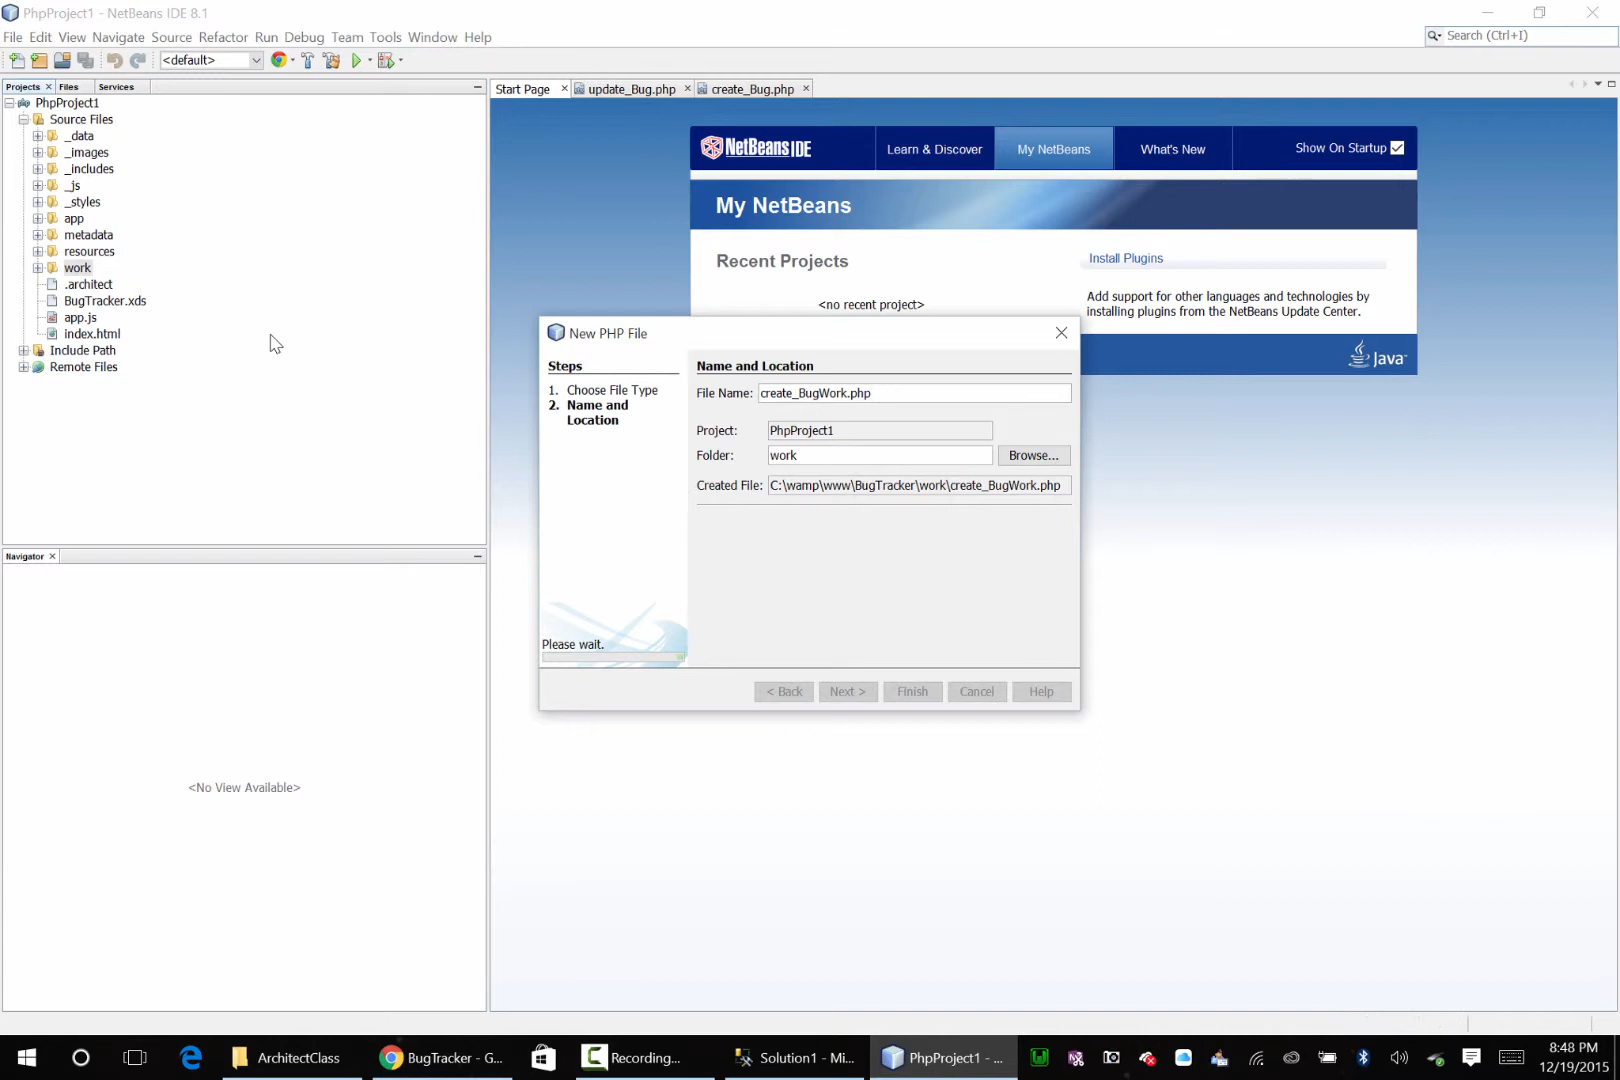 PhpProject1 - NetBeans IDE 8.1
File Edit View Navigate Source Refactor Run Debug Team Tools Window Help
Search (Ctrl+I)
<default>
Projects Files Services
Start Page update_Bug.php create_Bug.php
PhpProject1
Source Files
_data
_images
_includes
_js
_styles
app
metadata
resources
work
.architect
BugTracker.xds
app.js
index.html
Include Path
Remote Files
NetBeans IDE Learn & Discover My NetBeans What's New Show On Startup
My NetBeans
Recent Projects
<no recent project>
Install Plugins
Add support for other languages and technologies by
installing plugins from the NetBeans Update Center.
Java
New PHP File
Steps
1. Choose File Type
2. Name and
Location
Please wait.
Name and Location
File Name: create_BugWork.php
Project: PhpProject1
Folder: work Browse...
Created File: C:\wamp\www\BugTracker\work\create_BugWork.php
< Back Next > Finish Cancel Help
Navigator
<No View Available>
ArchitectClass
BugTracker - G...
Recording...
Solution1 - Mi...
PhpProject1 - ...
8:48 PM
12/19/2015